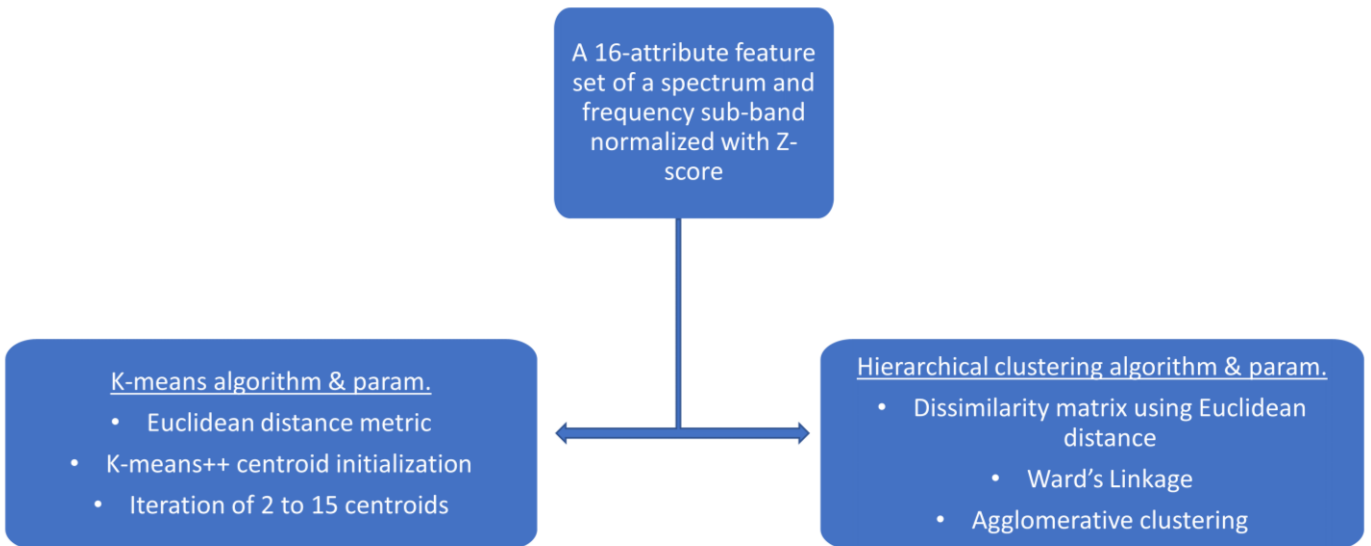 A 16-attribute feature
set of a spectrum and
frequency sub-band
normalized with Z-
score
K-means algorithm & param.
• Euclidean distance metric
• K-means++ centroid initialization
• Iteration of 2 to 15 centroids
Hierarchical clustering algorithm & param.
• Dissimilarity matrix using Euclidean
distance
• Ward’s Linkage
• Agglomerative clustering